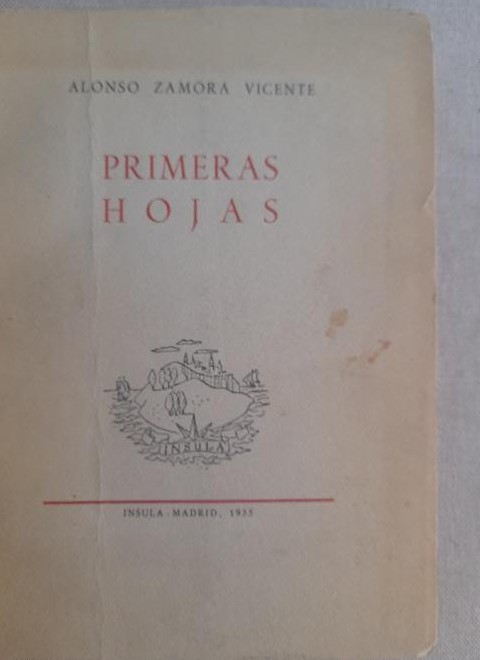 ALONSO ZAMORA VICENTE
PRIMERAS
HOJAS
INSULA
INSULA . MADRID, 1955